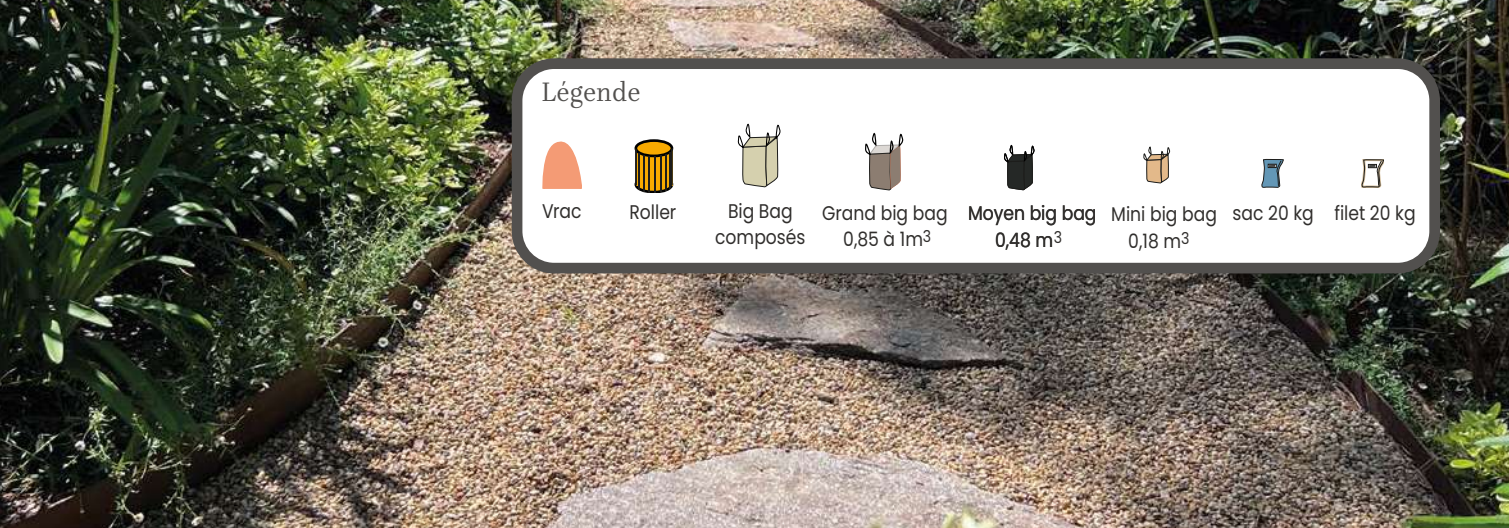 Légende
Vrac
Roller
Big Bag
composés
Grand big bag
0,85 à 1m3
Moyen big bag
0,48 m3
Mini big bag
0,18 m3
sac 20 kg
filet 20 kg